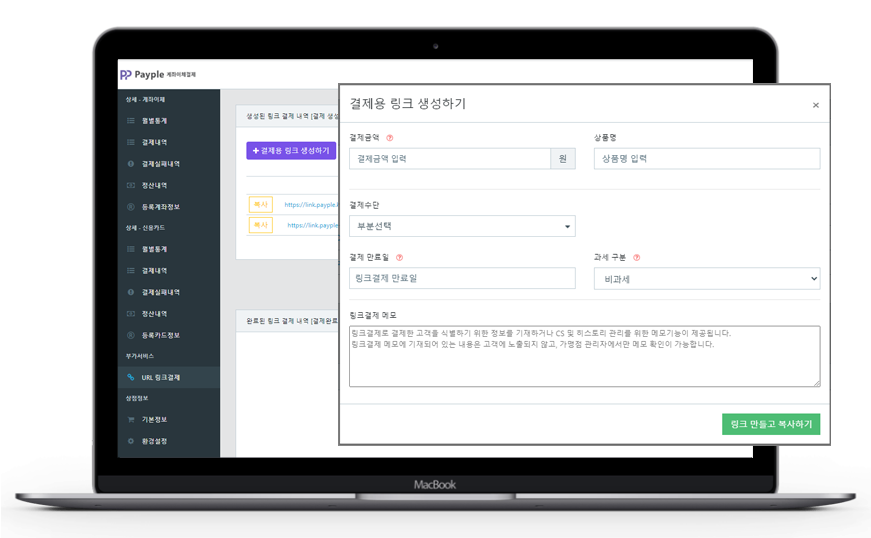 PP Payple 계좌이체결제
상세 - 계좌이체
월별통계
결제내역
결제실패내역
정산내역
등록계좌정보
상세 - 신용카드
월별통계
결제내역
결제실패내역
정산내역
등록카드정보
부가서비스
URL 링크결제
상점정보
기본정보
환경설정
생성된 링크 결제 내역 [결제 생성
+ 결제용 링크 생성하기
복사 https://link.payple.
복사 https://link.payple
완료된 링크 결제 내역 [결제완료
결제용 링크 생성하기 ×
결제금액 ?
상품명
결제금액 입력 원
상품명 입력
결제수단
부분선택
결제 만료일 ?
과세 구분 ?
링크결제 만료일
비과세
링크결제 메모
링크결제로 결제한 고객을 식별하기 위한 정보를 기재하거나 CS 및 히스토리 관리를 위한 메모기능이 제공됩니다.
링크결제 메모에 기재되어 있는 내용은 고객에 노출되지 않고, 가맹점 관리자에서만 메모 확인이 가능합니다.
링크 만들고 복사하기
MacBook